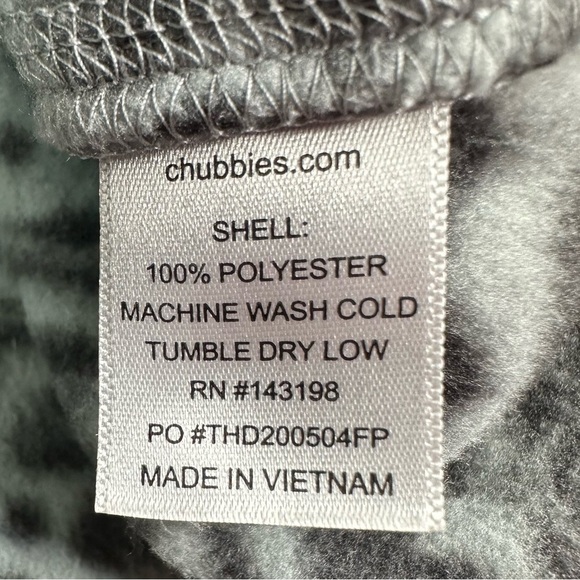 chubbies.com
SHELL:
100% POLYESTER
MACHINE WASH COLD
TUMBLE DRY LOW
RN #143198
PO #THD200504FP
MADE IN VIETNAM